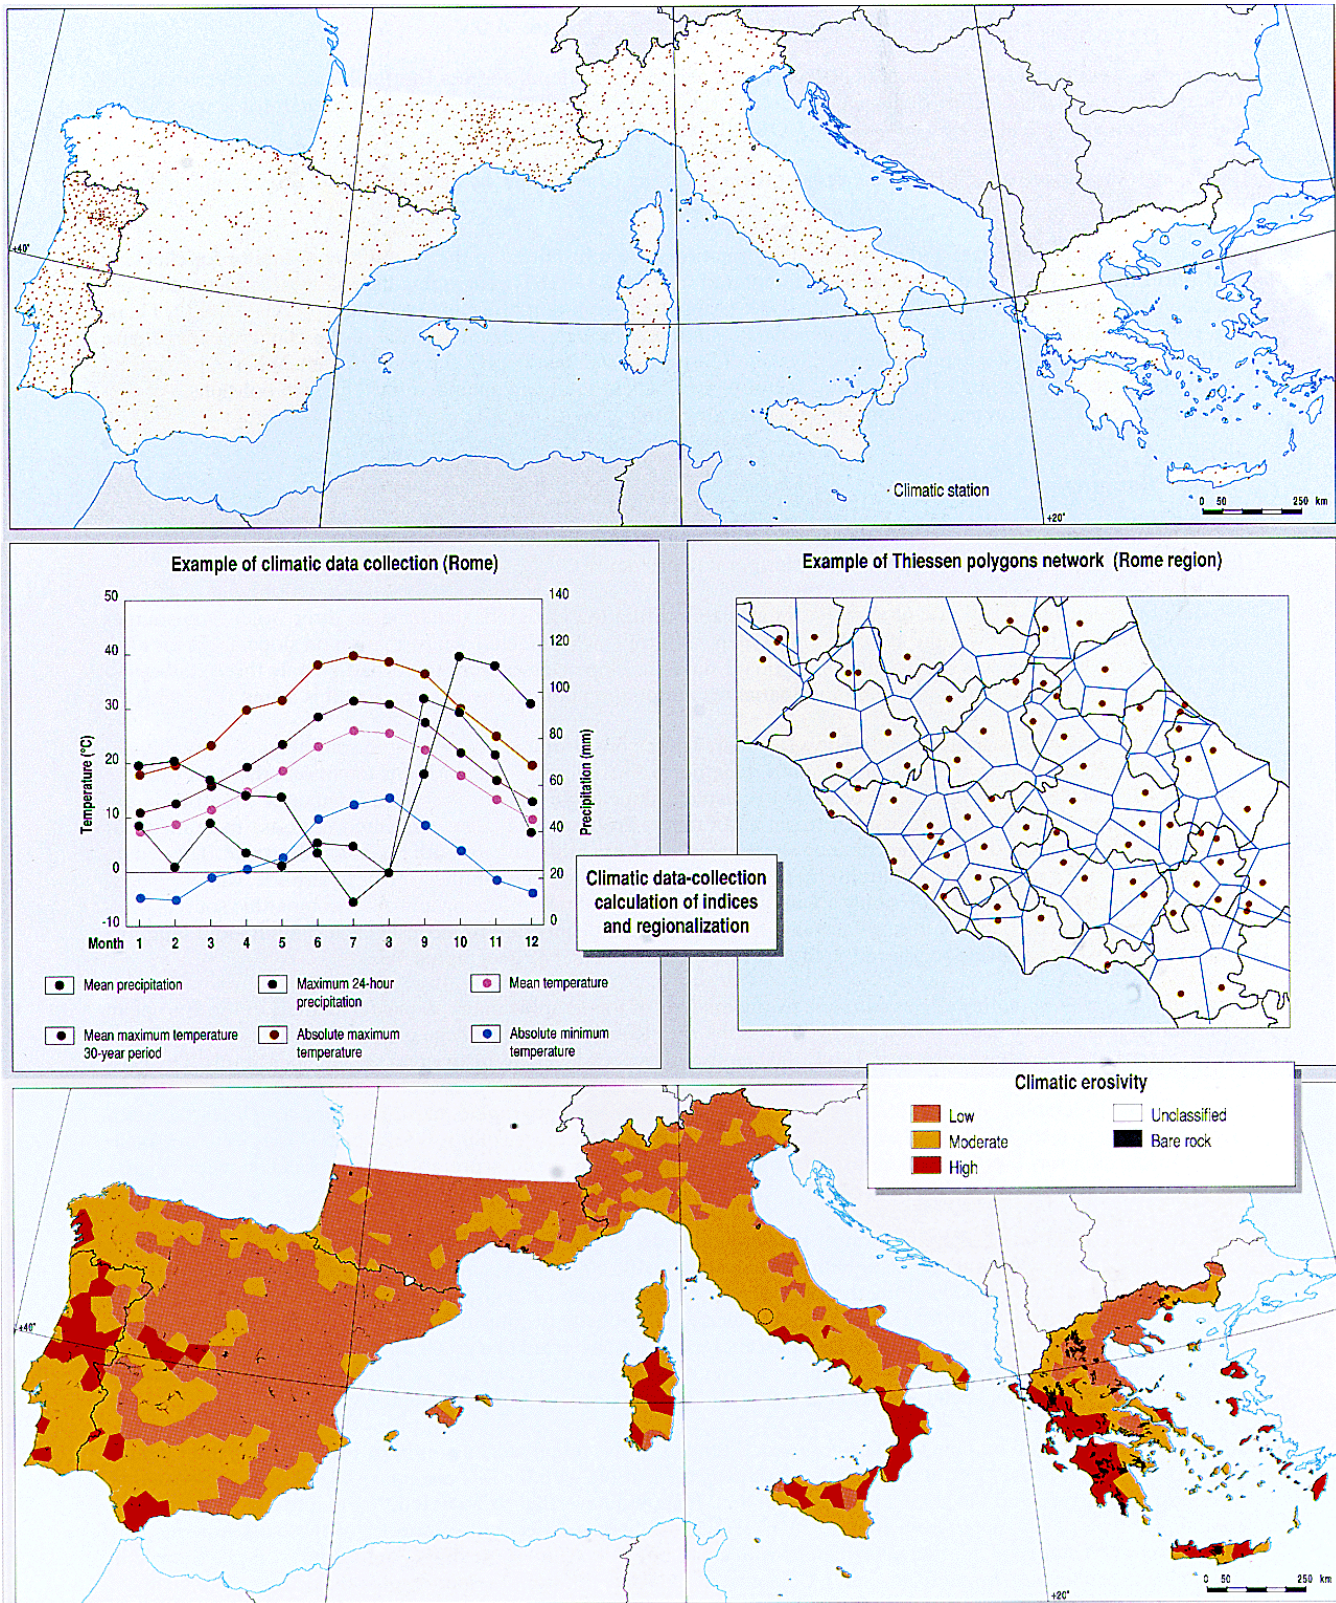 +40°
Climatic station
0 50 250 km
+20°
Example of climatic data collection (Rome)
50
40
30
20
10
0
-10
Temperature (°C)
140
120
100
80
60
40
20
0
Precipitation (mm)
Month 1 2 3 4 5 6 7 8 9 10 11 12
Mean precipitation
Maximum 24-hour
precipitation
Mean temperature
Mean maximum temperature
30-year period
Absolute maximum
temperature
Absolute minimum
temperature
Example of Thiessen polygons network (Rome region)
Climatic data-collection
calculation of indices
and regionalization
Climatic erosivity
Low
Moderate
High
Unclassified
Bare rock
+40°
0 50 250 km
+20°